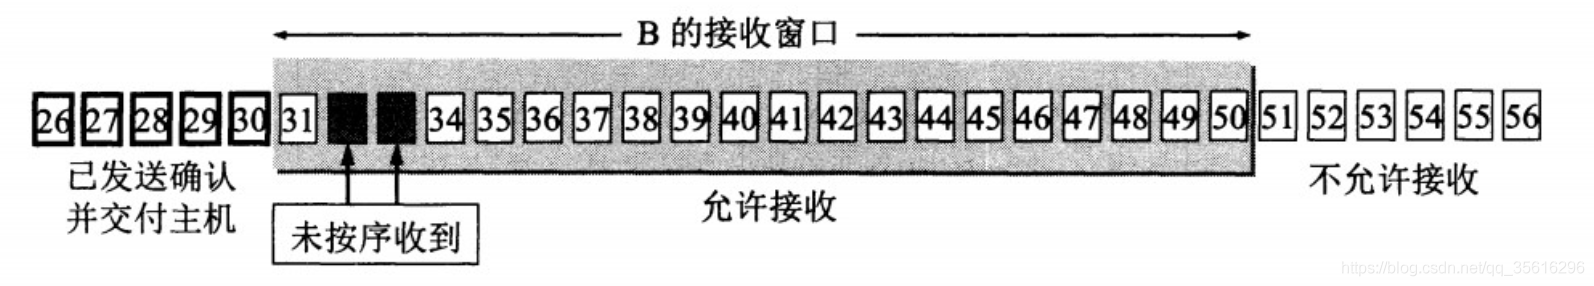 B 的接收窗口
26 27 28 29 30 31 34 35 36 37 38 39 40 41 42 43 44 45 46 47 48 49 50 51 52 53 54 55 56
已发送确认
并交付主机
未按序收到
允许接收
不允许接收
https://blog.csdn.net/qq_35616296